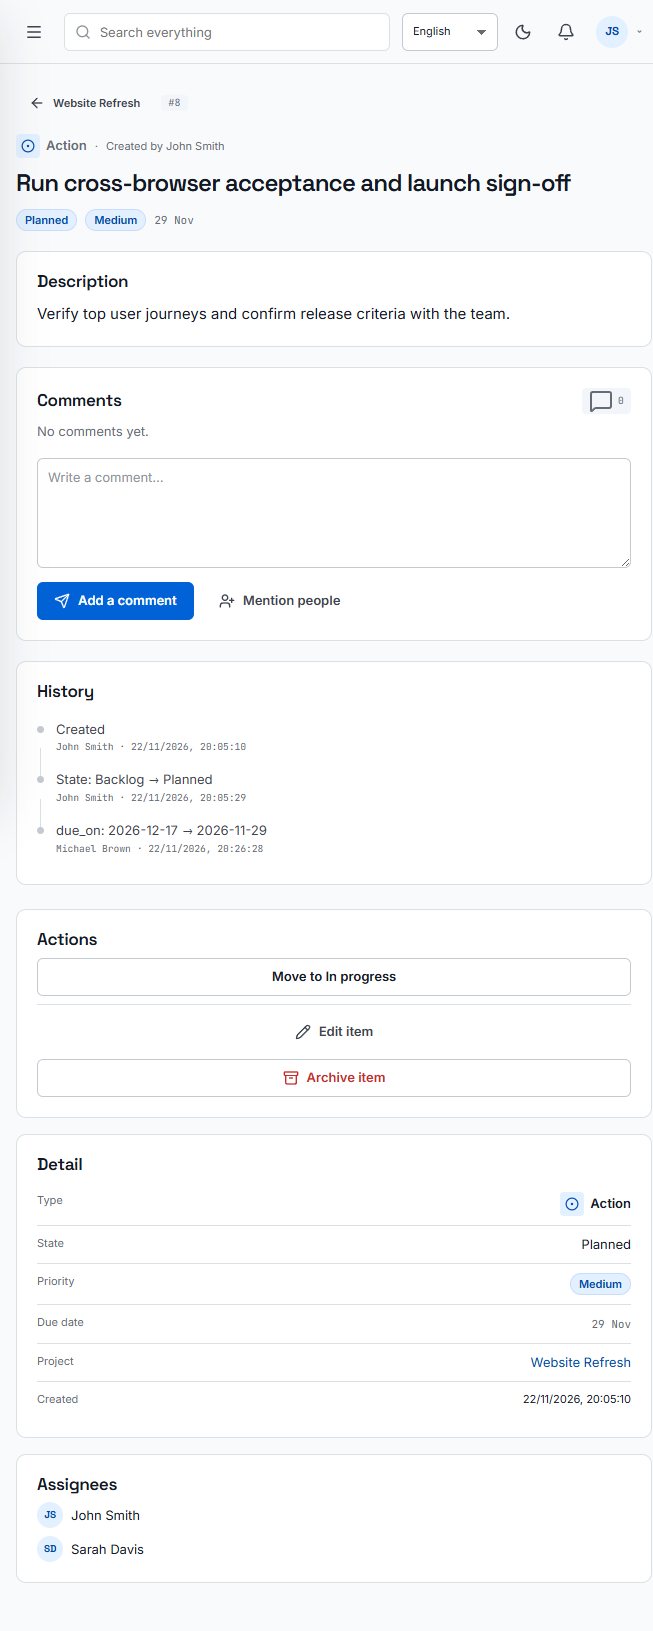 Search everything
English
JS
Website Refresh
#8
Action · Created by John Smith
Run cross-browser acceptance and launch sign-off
Planned
Medium
29 Nov
Description
Verify top user journeys and confirm release criteria with the team.
Comments
0
No comments yet.
Write a comment...
Add a comment
Mention people
History
Created
John Smith · 22/11/2026, 20:05:10
State: Backlog → Planned
John Smith · 22/11/2026, 20:05:29
due_on: 2026-12-17 → 2026-11-29
Michael Brown · 22/11/2026, 20:26:28
Actions
Move to In progress
Edit item
Archive item
Detail
Type
Action
State
Planned
Priority
Medium
Due date
29 Nov
Project
Website Refresh
Created
22/11/2026, 20:05:10
Assignees
JS
John Smith
SD
Sarah Davis